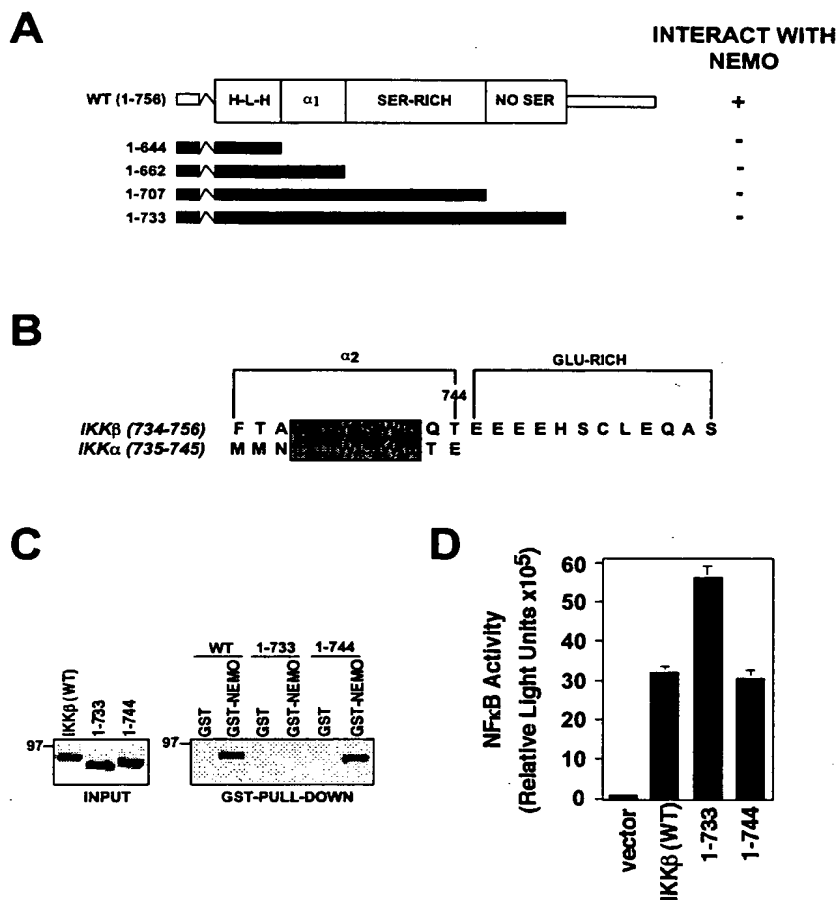 A
INTERACT WITH
NEMO
WT (1-756)
H-L-H
α1
SER-RICH
NO SER
+
1-644
-
1-662
-
1-707
-
1-733
-
B
α2
GLU-RICH
744
IKKβ (734-756) F T A Q T E E E E H S C L E Q A S
IKKα (735-745) M M N T E
C
IKKβ (WT)
1-733
1-744
97
INPUT
WT 1-733 1-744
GST
GST-NEMO
GST
GST-NEMO
GST
GST-NEMO
97
GST-PULL-DOWN
D
NFκB Activity
(Relative Light Units x10⁵)
60
50
40
30
20
10
0
vector
IKKβ (WT)
1-733
1-744